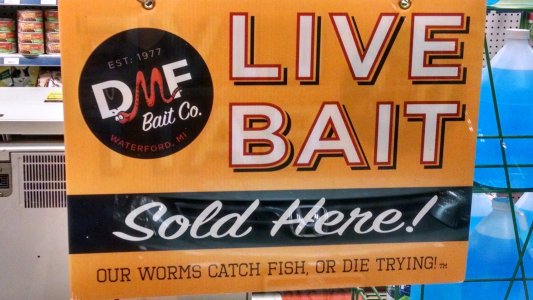 EST: 1977
DMF
Bait Co.
WATERFORD, MI
LIVE
BAIT
Sold Here!
OUR WORMS CATCH FISH, OR DIE TRYING!™